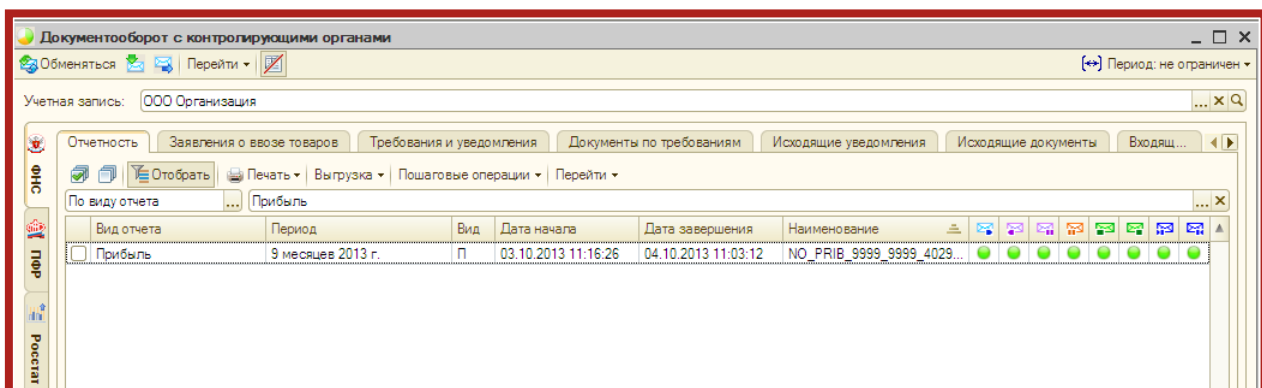 Документооборот с контролирующими органами
Обменяться Перейти Период: не ограничен
Учетная запись: ООО Организация ...
ФНС
ПФР
Росстат
Отчетность Заявления о ввозе товаров Требования и уведомления Документы по требованиям Исходящие уведомления Исходящие документы Входящ...
Отобрать Печать Выгрузка Пошаговые операции Перейти
По виду отчета ... Прибыль ...
Вид отчета Период Вид Дата начала Дата завершения Наименование
Прибыль 9 месяцев 2013 г. П 03.10.2013 11:16:26 04.10.2013 11:03:12 NO_PRIB_9999_9999_4029...